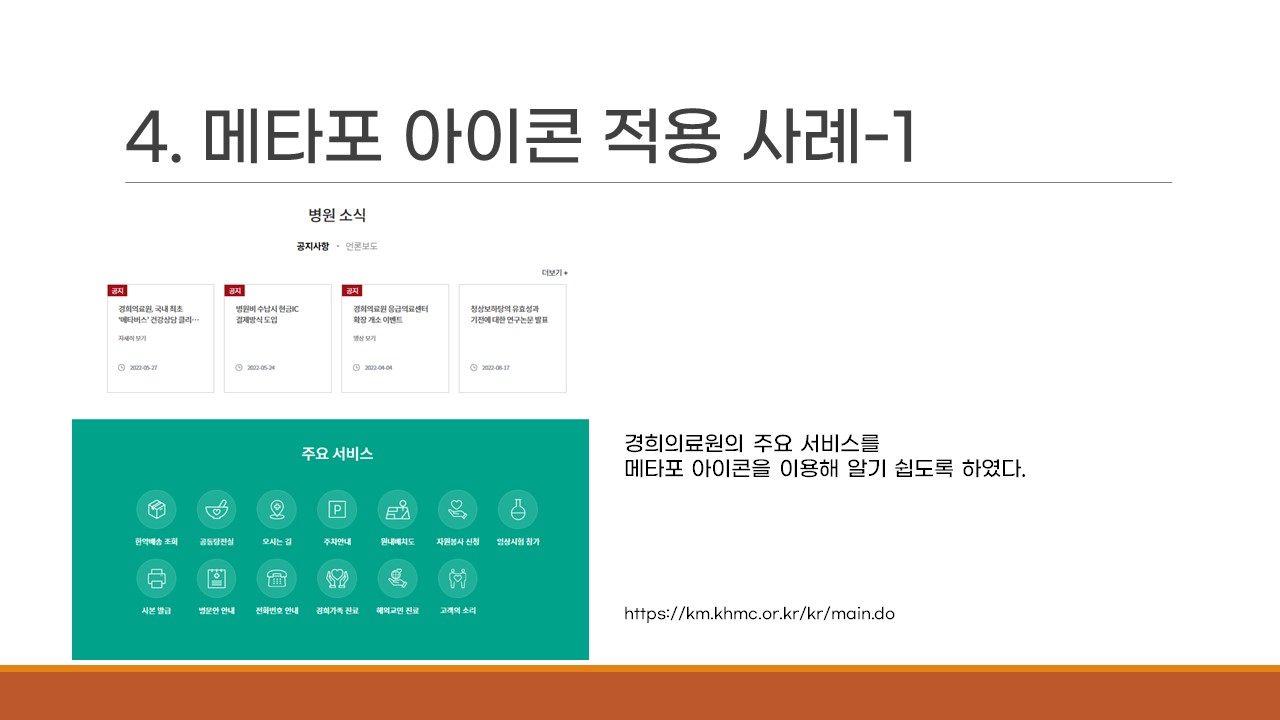 4. 메타포 아이콘 적용 사례-1
병원 소식
공지사항 • 언론보도
더보기 +
공지
경희의료원, 국내 최초
'메타버스' 건강상담 클리…
자세히 보기
2022-05-27
공지
병원비 수납시 현금IC
결제방식 도입
2022-05-24
공지
경희의료원 응급의료센터
확장 개소 이벤트
영상 보기
2022-04-04
청상보하탕의 유효성과
기전에 대한 연구논문 발표
2022-08-17
주요 서비스
한약배송 조회 공동탕전실 오시는 길 주차안내 원내배치도 자원봉사 신청 임상시험 참가
P
사본 발급 병문안 안내 전화번호 안내 경희가족 진료 해외교민 진료 고객의 소리
경희의료원의 주요 서비스를
메타포 아이콘을 이용해 알기 쉽도록 하였다.
https://km.khmc.or.kr/kr/main.do